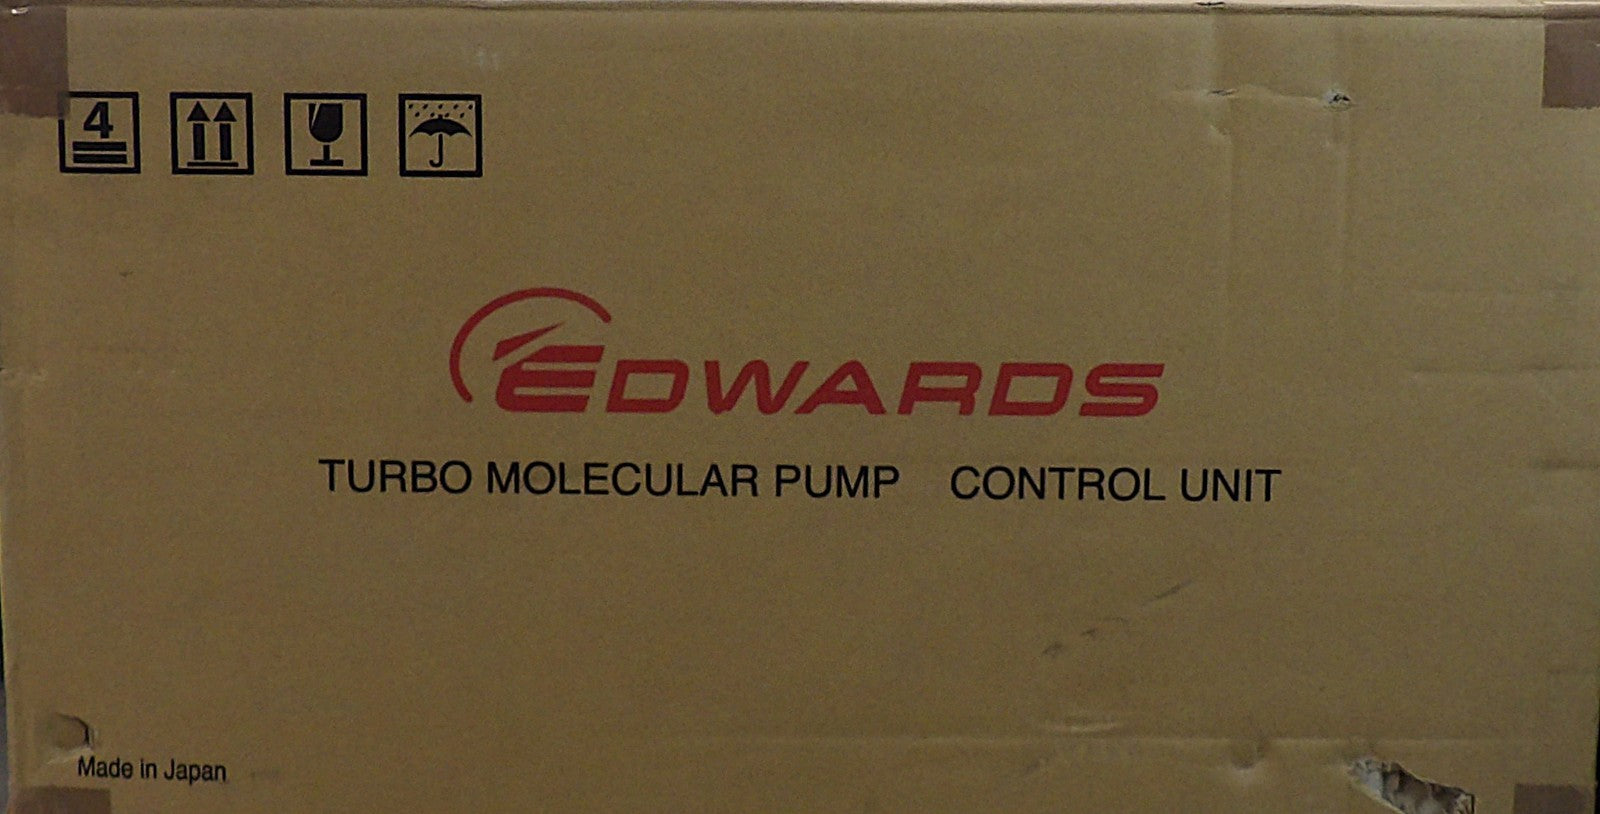 4
EDWARDS
TURBO MOLECULAR PUMP CONTROL UNIT
Made in Japan